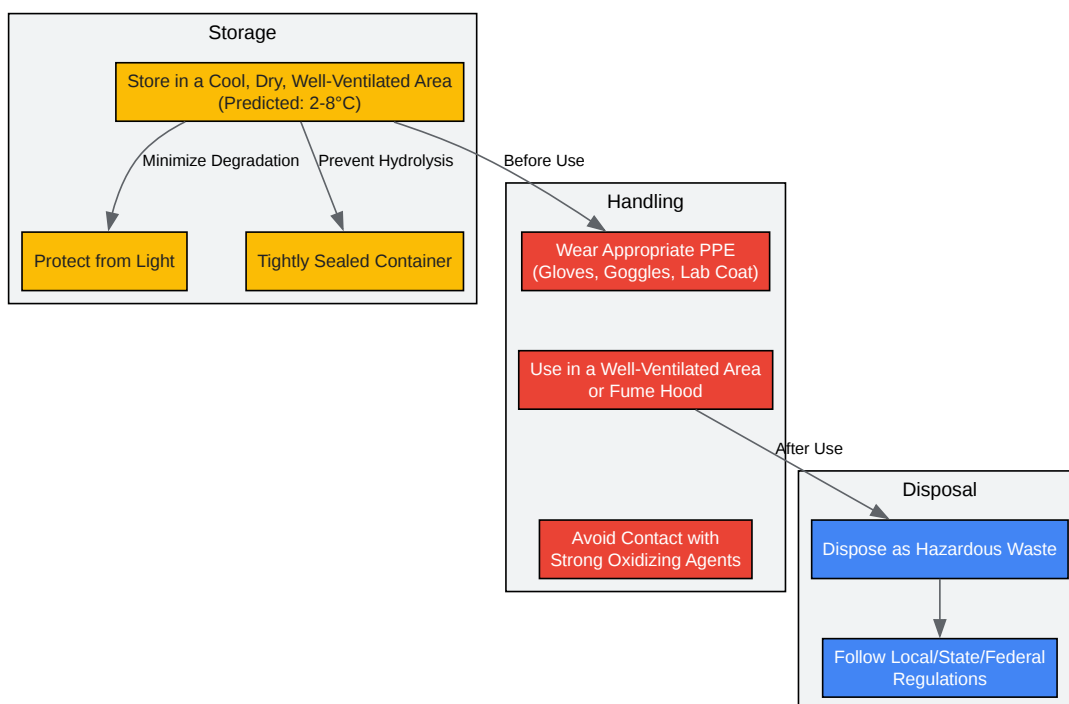 Storage
Store in a Cool, Dry, Well-Ventilated Area
(Predicted: 2-8°C)
Minimize Degradation
Prevent Hydrolysis
Before Use
Protect from Light
Tightly Sealed Container
Handling
Wear Appropriate PPE
(Gloves, Goggles, Lab Coat)
Use in a Well-Ventilated Area
or Fume Hood
After Use
Avoid Contact with
Strong Oxidizing Agents
Disposal
Dispose as Hazardous Waste
Follow Local/State/Federal
Regulations